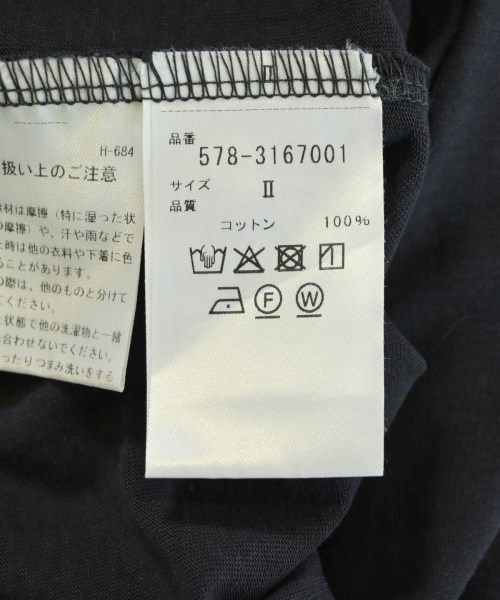 H-684
扱い上のご注意
素材は摩擦（特に湿った状
の摩擦）や、汗や雨などで
た時は他の衣料や下着に色
ることがあります。
の際は、他のものと分けて
てください。
た状態で他の洗濯物と一緒
合わせないでください。
ったりつまみ洗いをする
II
品番
578-3167001
サイズ II
品質
コットン 100%
F W